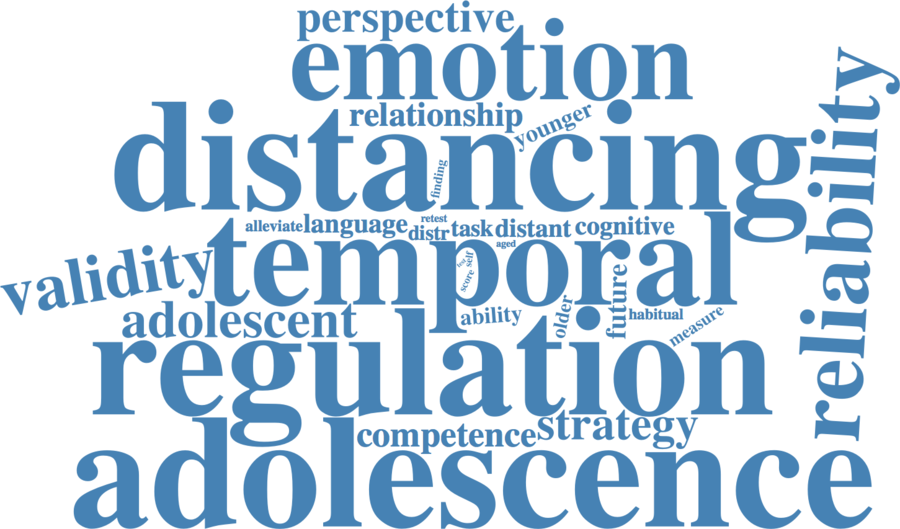 perspective
emotion
relationship
younger
distancing
finding
reliability
retest
alleviate
language
distr
task
distant
cognitive
aged
validity
temporal
self
score
adolescent
ability
older
future
habitual
measure
regulation
competence
strategy
adolescence